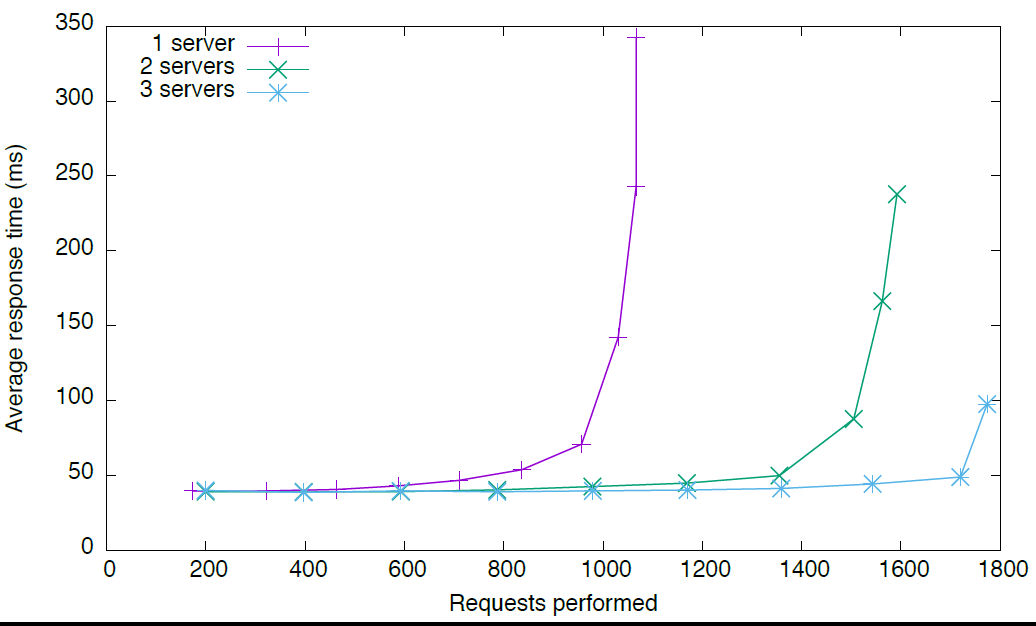 350
300
250
200
150
100
50
0
Average response time (ms)
1 server
2 servers
3 servers
0 200 400 600 800 1000 1200 1400 1600 1800
Requests performed